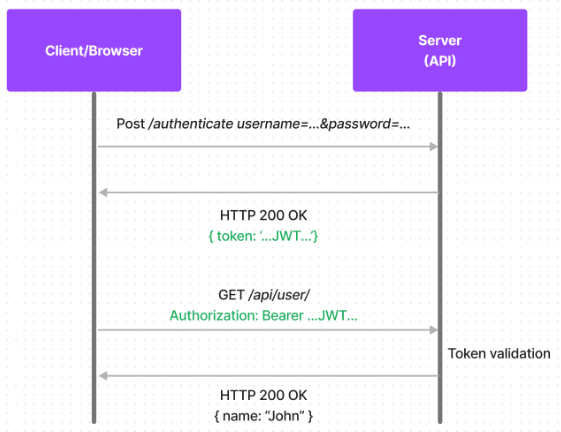 Client/Browser
Server
(API)
Post /authenticate username=...&password=...
HTTP 200 OK
{ token: ‘...JWT...’}
GET /api/user/
Authorization: Bearer ...JWT...
Token validation
HTTP 200 OK
{ name: “John” }